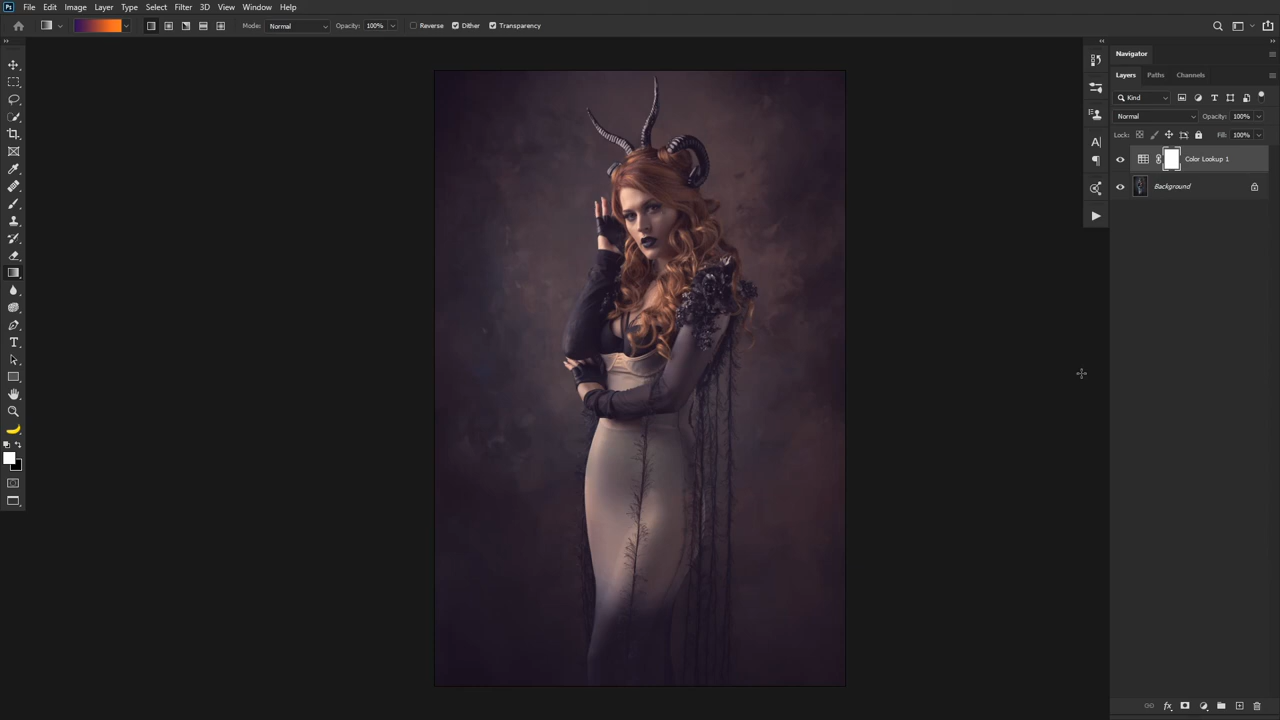 Ps File Edit Image Layer Type Select Filter 3D View Window Help
Mode: Normal Opacity: 100% Reverse Dither Transparency
Navigator
Layers Paths Channels
Kind
Normal Opacity: 100%
Lock: Fill: 100%
Color Lookup 1
Background